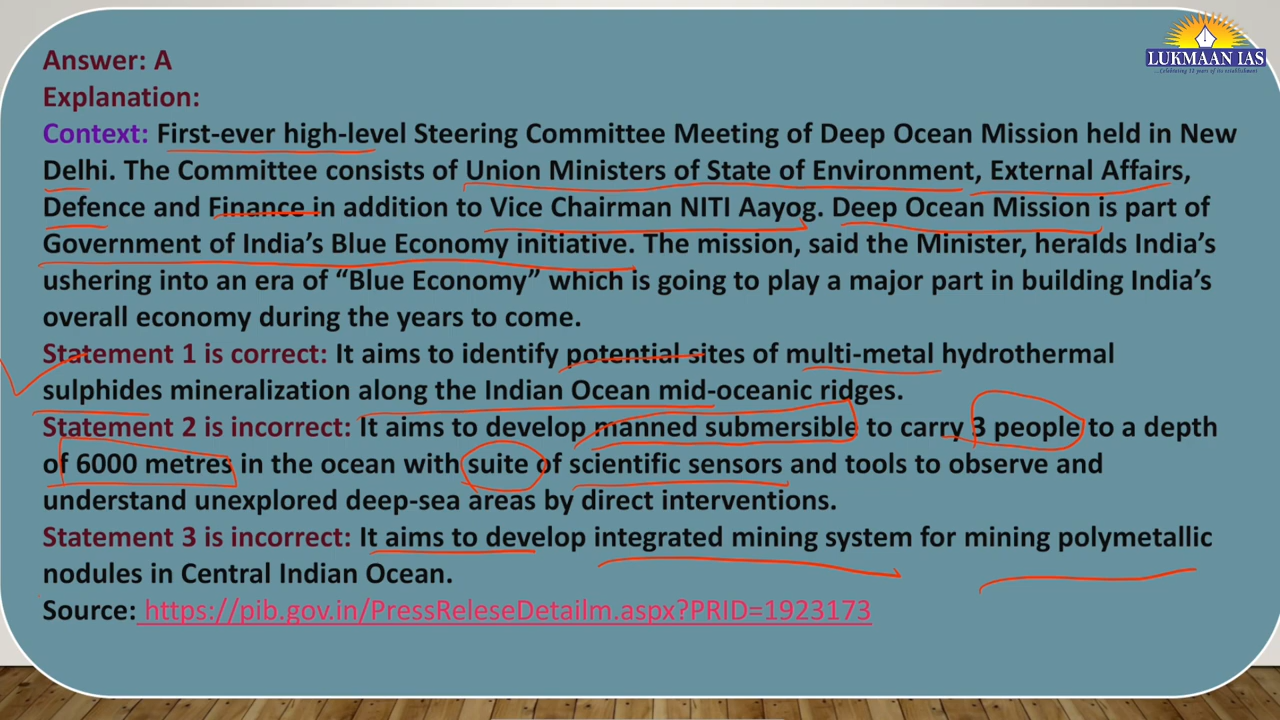 LUKMAAN IAS
...Celebrating 11 years of its establishment
Answer: A
Explanation:
Context: First-ever high-level Steering Committee Meeting of Deep Ocean Mission held in New
Delhi. The Committee consists of Union Ministers of State of Environment, External Affairs,
Defence and Finance in addition to Vice Chairman NITI Aayog. Deep Ocean Mission is part of
Government of India’s Blue Economy initiative. The mission, said the Minister, heralds India’s
ushering into an era of “Blue Economy” which is going to play a major part in building India’s
overall economy during the years to come.
Statement 1 is correct: It aims to identify potential sites of multi-metal hydrothermal
sulphides mineralization along the Indian Ocean mid-oceanic ridges.
Statement 2 is incorrect: It aims to develop manned submersible to carry 3 people to a depth
of 6000 metres in the ocean with suite of scientific sensors and tools to observe and
understand unexplored deep-sea areas by direct interventions.
Statement 3 is incorrect: It aims to develop integrated mining system for mining polymetallic
nodules in Central Indian Ocean.
Source: https://pib.gov.in/PressReleseDetailm.aspx?PRID=1923173